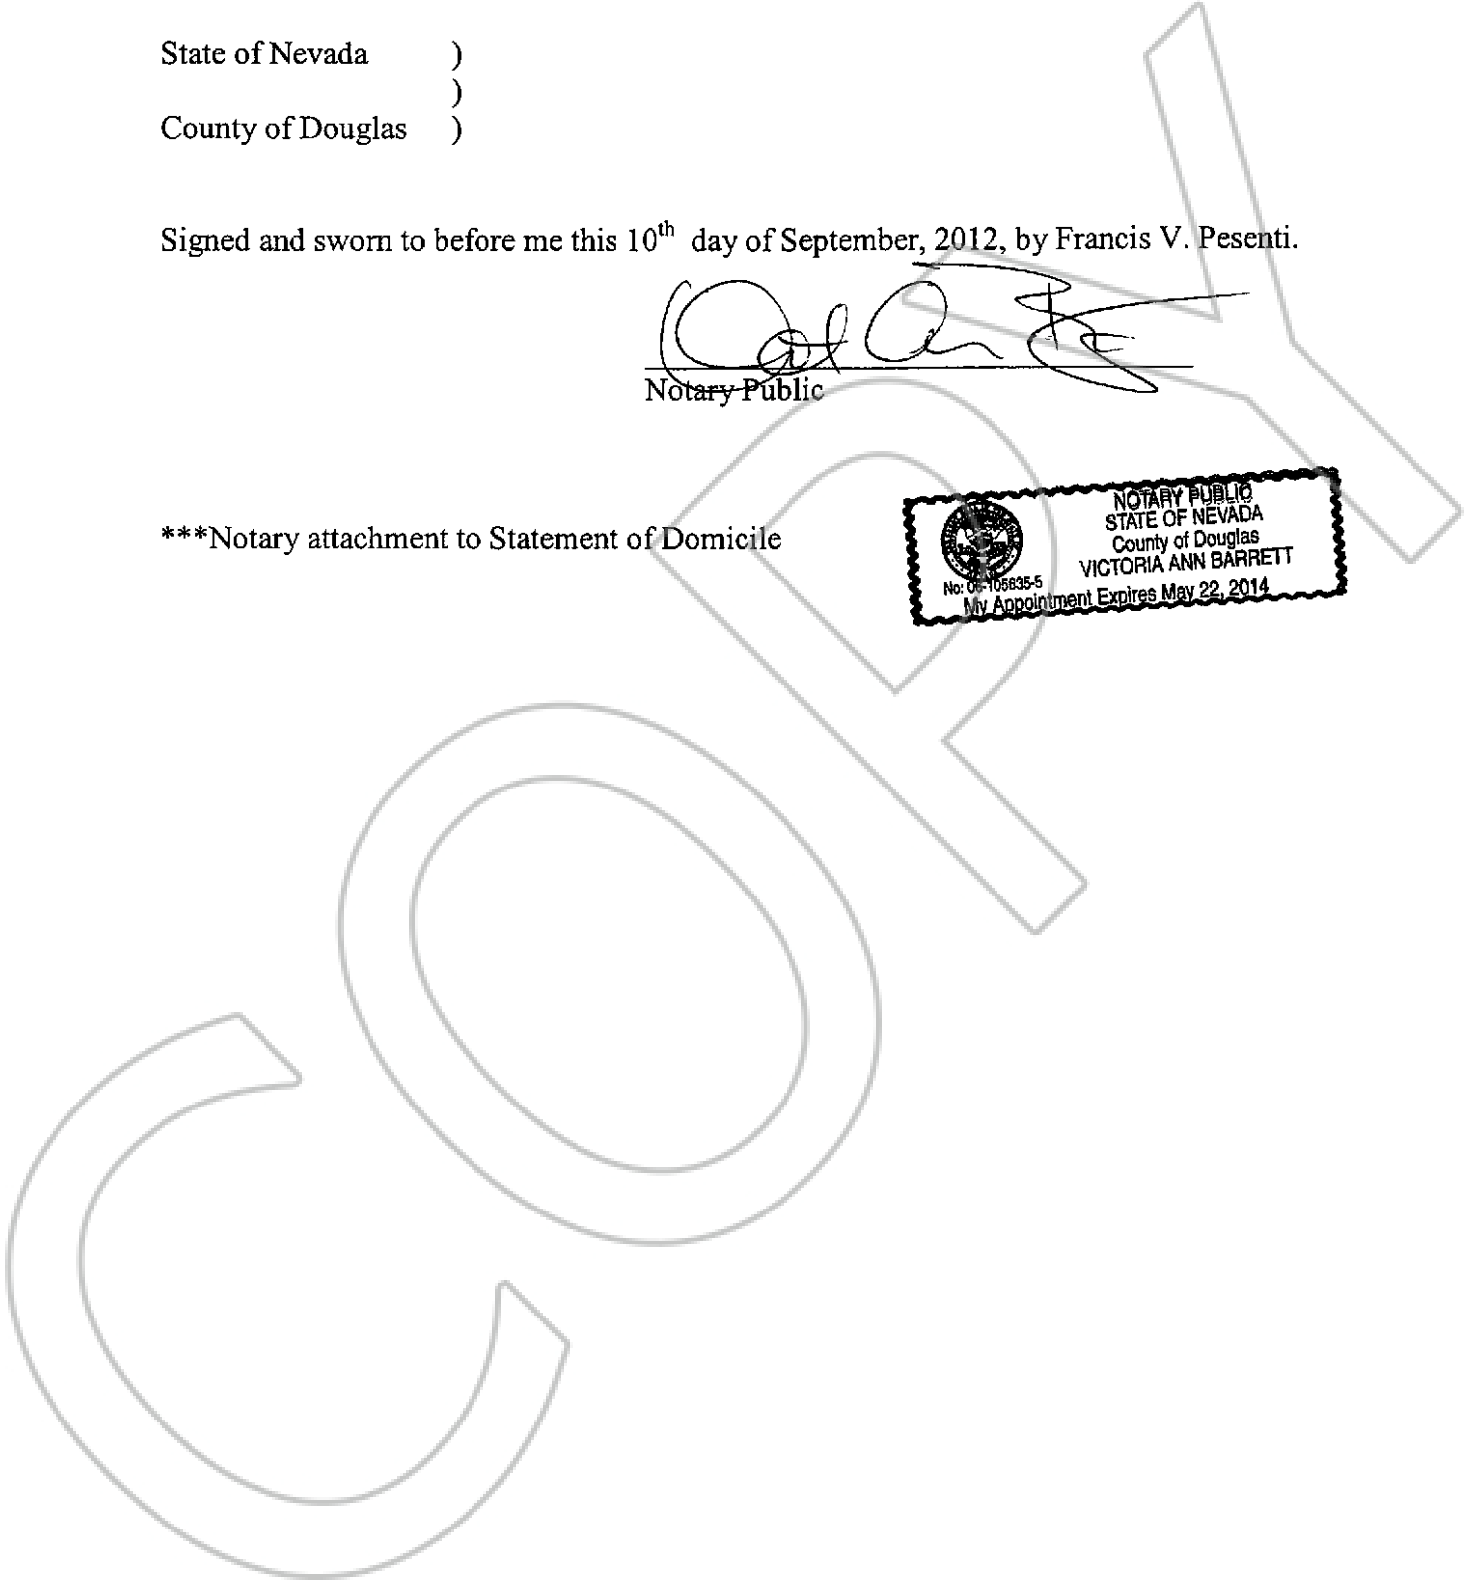 State of Nevada )
)
County of Douglas )
Signed and sworn to before me this 10th day of September, 2012, by Francis V. Pesenti.
Notary Public
***Notary attachment to Statement of Domicile
NOTARY PUBLIC
STATE OF NEVADA
County of Douglas
VICTORIA ANN BARRETT
My Appointment Expires May 22, 2014
COPY